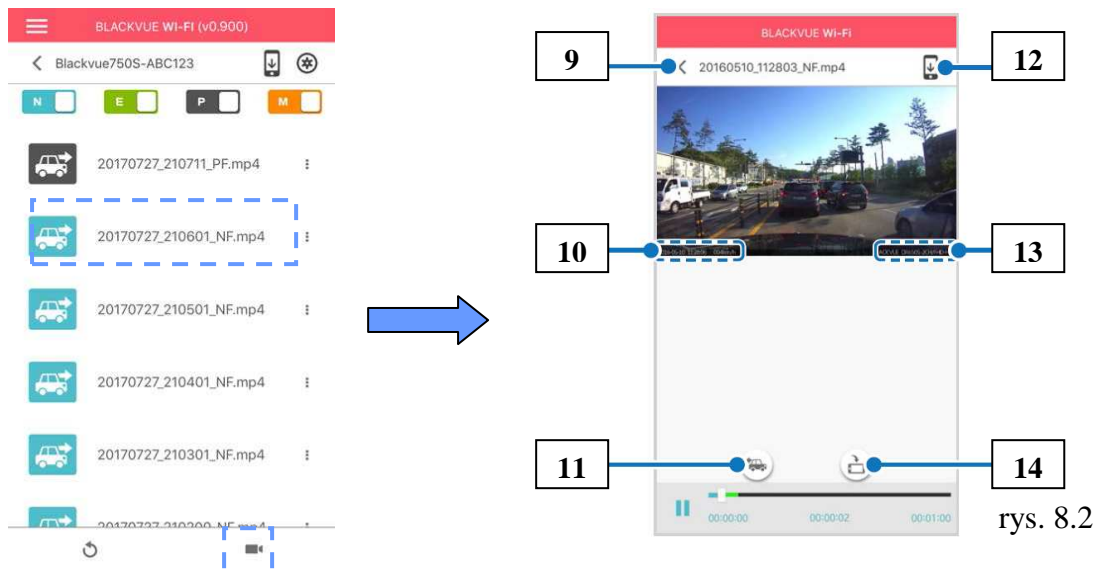 BLACKVUE WI-FI (v0.900)
Blackvue750S-ABC123
N E P M
20170727_210711_PF.mp4
20170727_210601_NF.mp4
20170727_210501_NF.mp4
20170727_210401_NF.mp4
20170727_210301_NF.mp4
BLACKVUE Wi-Fi
9
20160510_112803_NF.mp4
12
10
13
11
14
00:00:00 00:00:02 00:01:00
rys. 8.2